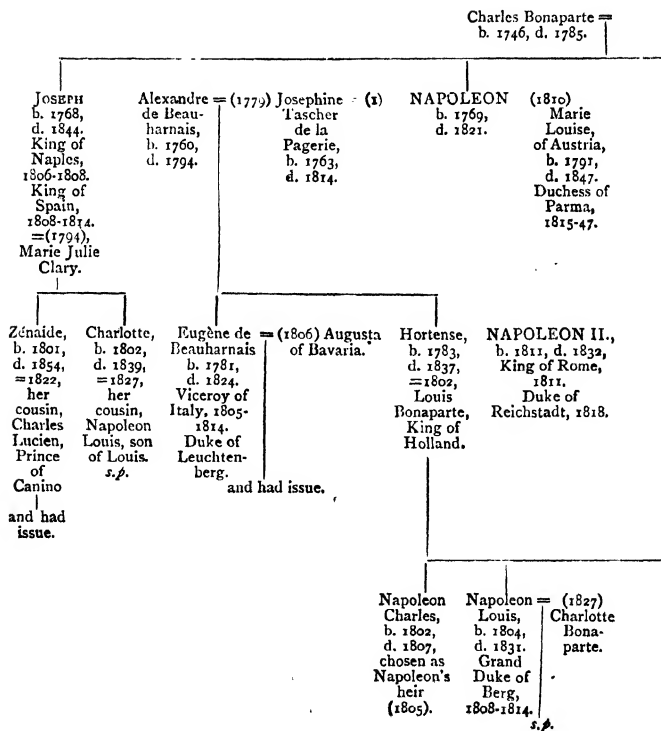 Charles Bonaparte =
b. 1746, d. 1785.
JOSEPH
b. 1768,
d. 1844.
King of
Naples,
1806-1808.
King of
Spain,
1808-1814.
=(1794),
Marie Julie
Clary.
Alexandre =
de Beau-
harnais,
b. 1760,
d. 1794.
(1779) Josephine - (1)
Tascher
de la
Pagerie,
b. 1763,
d. 1814.
NAPOLEON
b. 1769,
d. 1821.
(1810)
Marie
Louise,
of Austria,
b. 1791,
d. 1847.
Duchess of
Parma,
1815-47.
Zénaide,
b. 1801,
d. 1854,
=1822,
her
cousin,
Charles
Lucien,
Prince
of
Canino
and had
issue.
Charlotte,
b. 1802,
d. 1839,
=1827,
her
cousin,
Napoleon
Louis, son
of Louis.
s.p.
Eugène de
Beauharnais
b. 1781,
d. 1824.
Viceroy of
Italy, 1805-
1814.
Duke of
Leuchten-
berg.
= (1806) Augusta
of Bavaria.
and had issue.
Hortense,
b. 1783,
d. 1837,
=1802,
Louis
Bonaparte,
King of
Holland.
NAPOLEON II.,
b. 1811, d. 1832,
King of Rome,
1811.
Duke of
Reichstadt, 1818.
Napoleon
Charles,
b. 1802,
d. 1807,
chosen as
Napoleon's
heir
(1805).
Napoleon =
Louis,
b. 1804,
d. 1831.
Grand
Duke of
Berg,
1808-1814.
s.p.
(1827)
Charlotte
Bona-
parte.